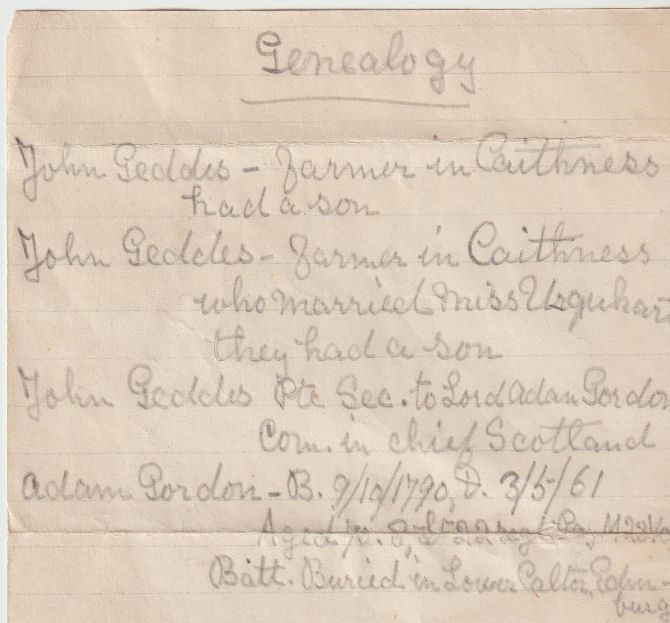 Genealogy
John Geddes - Farmer in Caithness
had a son
John Geddes - Farmer in Caithness
who married Miss Urquhart
they had a son
John Geddes Pte Sec. to Lord Adam Gordon
Com. in chief Scotland
Adam Gordon - B. 9/10/1790, D. 3/5/61
Aged
Batt. Buried in Lower Calton, Edin-
burg